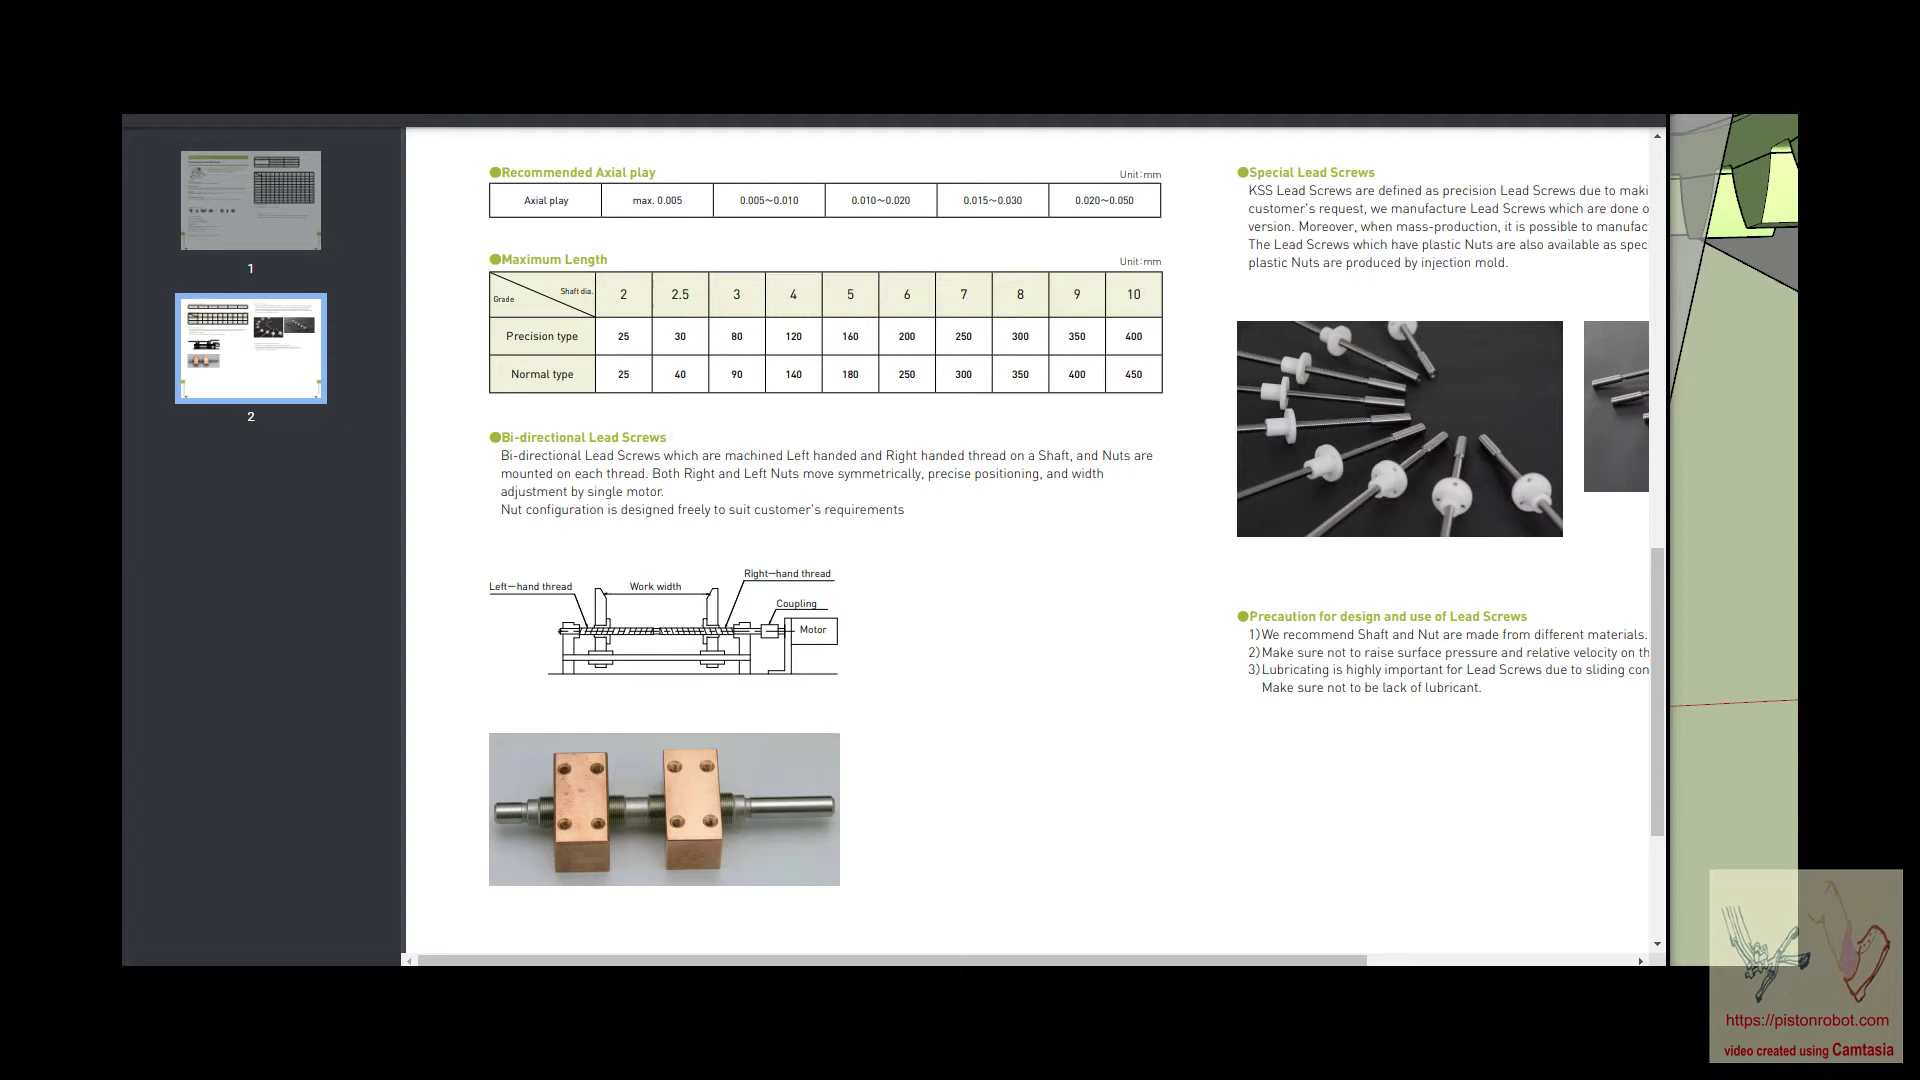 1
2
●Recommended Axial play
Unit：mm
Axial play max. 0.005 0.005～0.010 0.010～0.020 0.015～0.030 0.020～0.050
●Maximum Length
Unit：mm
Shaft dia.
Grade
2 2.5 3 4 5 6 7 8 9 10
Precision type 25 30 80 120 160 200 250 300 350 400
Normal type 25 40 90 140 180 250 300 350 400 450
●Bi-directional Lead Screws
Bi-directional Lead Screws which are machined Left handed and Right handed thread on a Shaft, and Nuts are
mounted on each thread. Both Right and Left Nuts move symmetrically, precise positioning, and width
adjustment by single motor.
Nut configuration is designed freely to suit customer's requirements
Left−hand thread
Work width
Right−hand thread
Coupling
Motor
●Special Lead Screws
KSS Lead Screws are defined as precision Lead Screws due to maki
customer's request, we manufacture Lead Screws which are done o
version. Moreover, when mass-production, it is possible to manufac
The Lead Screws which have plastic Nuts are also available as spec
plastic Nuts are produced by injection mold.
●Precaution for design and use of Lead Screws
1)We recommend Shaft and Nut are made from different materials.
2)Make sure not to raise surface pressure and relative velocity on th
3)Lubricating is highly important for Lead Screws due to sliding con
Make sure not to be lack of lubricant.
https://pistonrobot.com
video created using Camtasia